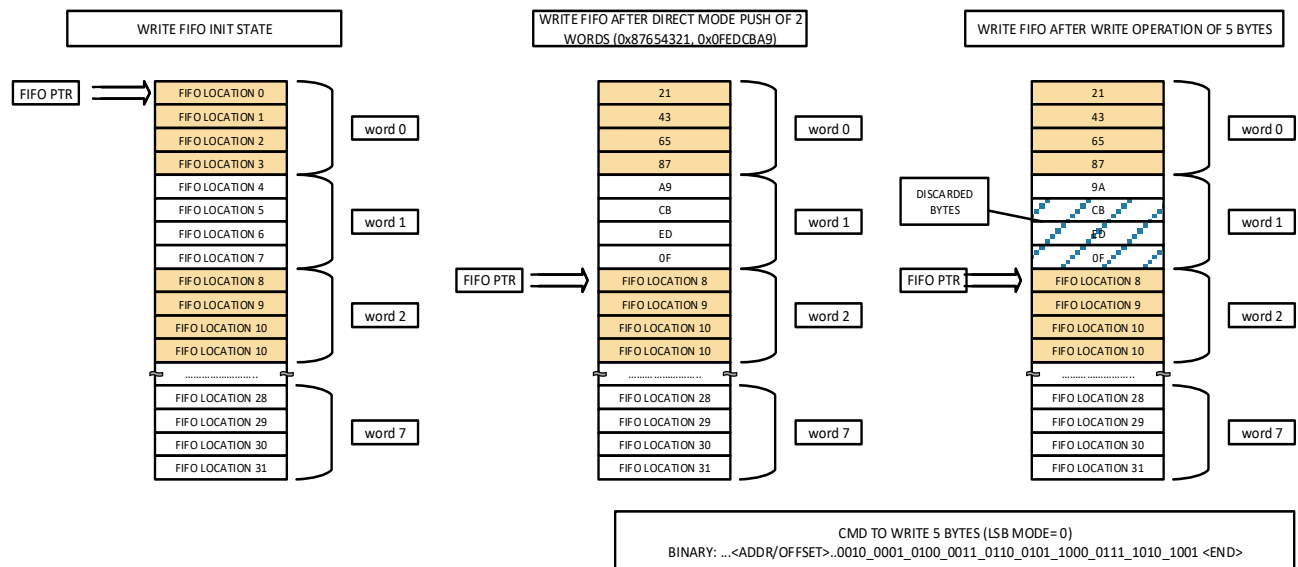 WRITE FIFO INIT STATE
FIFO PTR
FIFO LOCATION 0
FIFO LOCATION 1
FIFO LOCATION 2
FIFO LOCATION 3
FIFO LOCATION 4
FIFO LOCATION 5
FIFO LOCATION 6
FIFO LOCATION 7
FIFO LOCATION 8
FIFO LOCATION 9
FIFO LOCATION 10
FIFO LOCATION 10
...........................
FIFO LOCATION 28
FIFO LOCATION 29
FIFO LOCATION 30
FIFO LOCATION 31
word 0
word 1
word 2
word 7
WRITE FIFO AFTER DIRECT MODE PUSH OF 2
WORDS (0x87654321, 0x0FEDCBA9)
FIFO PTR
21
43
65
87
A9
CB
ED
0F
FIFO LOCATION 8
FIFO LOCATION 9
FIFO LOCATION 10
FIFO LOCATION 10
...........................
FIFO LOCATION 28
FIFO LOCATION 29
FIFO LOCATION 30
FIFO LOCATION 31
word 0
word 1
word 2
word 7
WRITE FIFO AFTER WRITE OPERATION OF 5 BYTES
DISCARDED
BYTES
FIFO PTR
21
43
65
87
9A
CB
ED
0F
FIFO LOCATION 8
FIFO LOCATION 9
FIFO LOCATION 10
FIFO LOCATION 10
...........................
FIFO LOCATION 28
FIFO LOCATION 29
FIFO LOCATION 30
FIFO LOCATION 31
word 0
word 1
word 2
word 7
CMD TO WRITE 5 BYTES (LSB MODE= 0)
BINARY: ...<ADDR/OFFSET>..0010_0001_0100_0011_0110_0101_1000_0111_1010_1001 <END>